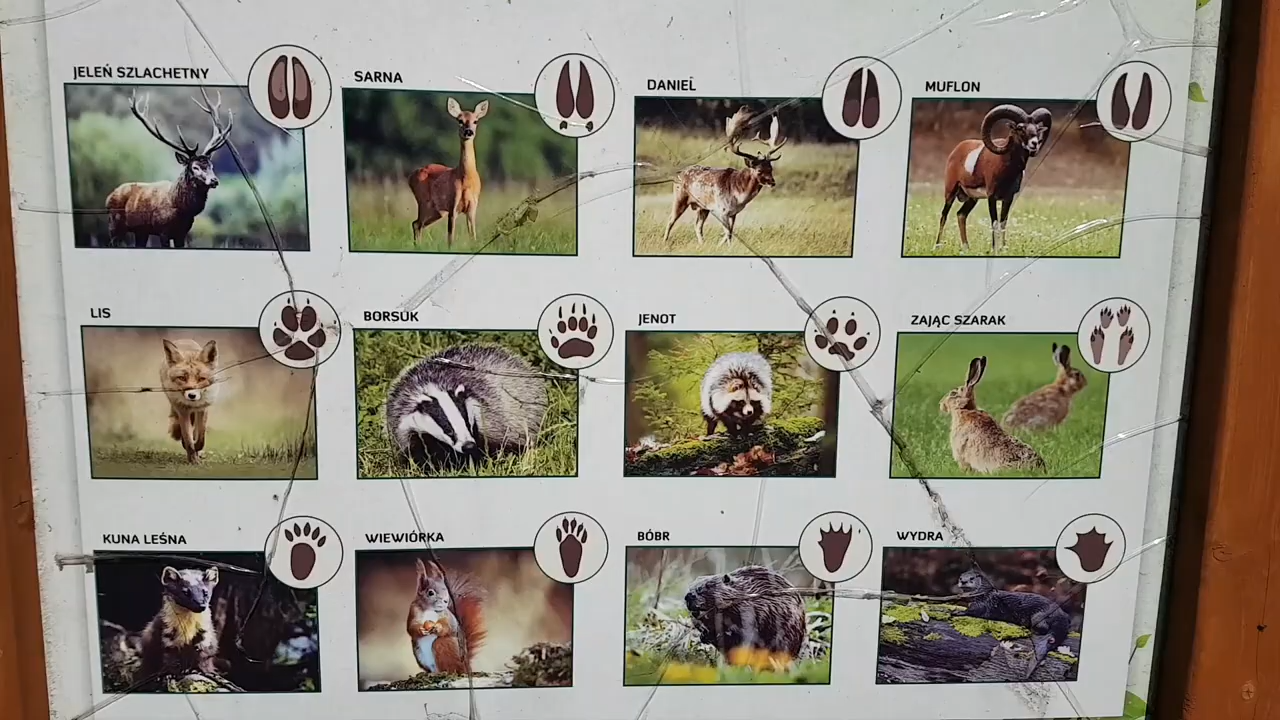 JELEŃ SZLACHETNY
SARNA
DANIEL
MUFLON
LIS
BORSUK
JENOT
ZAJĄC SZARAK
KUNA LEŚNA
WIEWIÓRKA
BÓBR
WYDRA